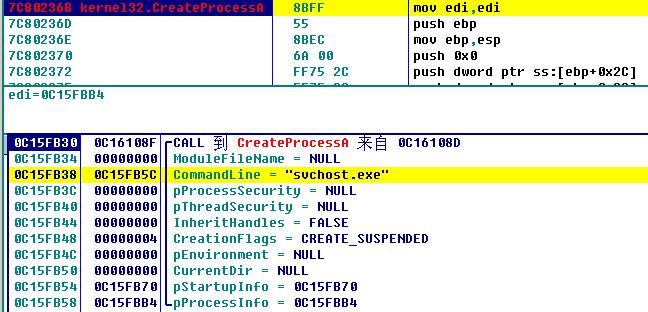 7C80236B kernel32.CreateProcessA 8BFF mov edi,edi
7C80236D 55 push ebp
7C80236E 8BEC mov ebp,esp
7C802370 6A 00 push 0x0
7C802372 FF75 2C push dword ptr ss:[ebp+0x2C]
edi=0C15FBB4
0C15FB30 0C16108F CALL 到 CreateProcessA 来自 0C16108D
0C15FB34 00000000 ModuleFileName = NULL
0C15FB38 0C15FB5C CommandLine = "svchost.exe"
0C15FB3C 00000000 pProcessSecurity = NULL
0C15FB40 00000000 pThreadSecurity = NULL
0C15FB44 00000000 InheritHandles = FALSE
0C15FB48 00000004 CreationFlags = CREATE_SUSPENDED
0C15FB4C 00000000 pEnvironment = NULL
0C15FB50 00000000 CurrentDir = NULL
0C15FB54 0C15FB70 pStartupInfo = 0C15FB70
0C15FB58 0C15FBB4 pProcessInfo = 0C15FBB4